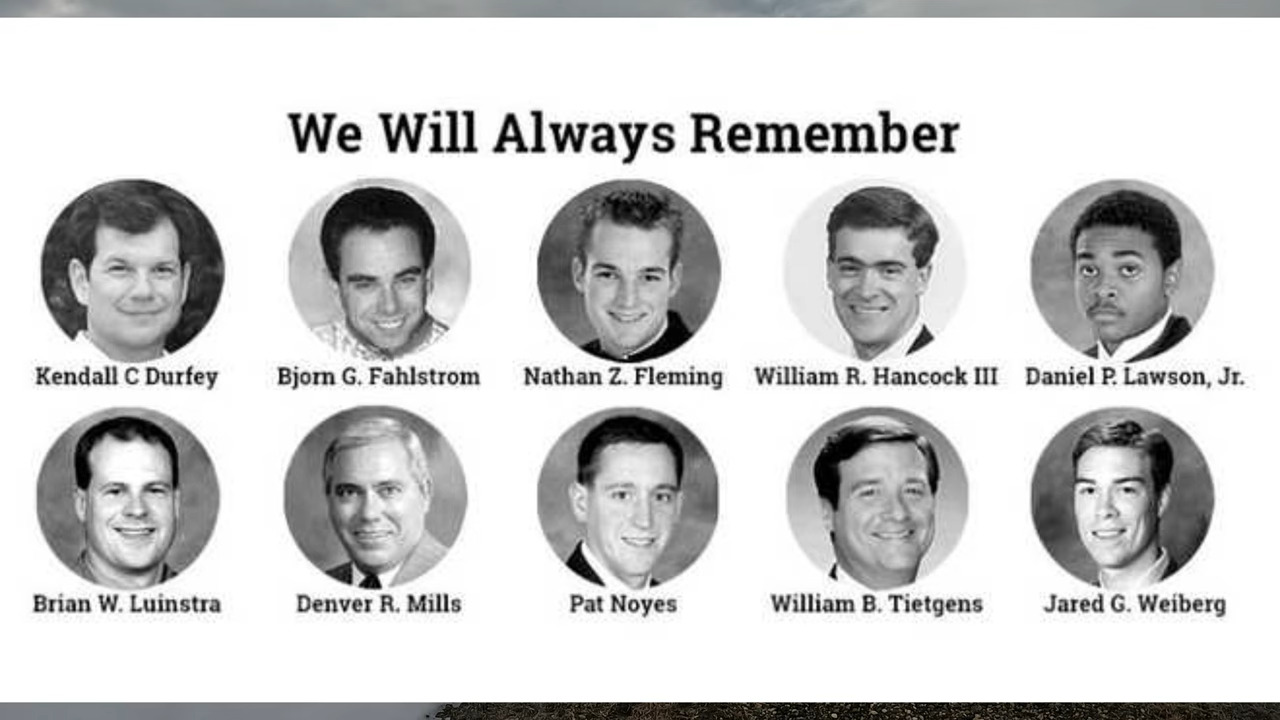 We Will Always Remember
Kendall C Durfey
Bjorn G. Fahlstrom
Nathan Z. Fleming
William R. Hancock III
Daniel P. Lawson, Jr.
Brian W. Luinstra
Denver R. Mills
Pat Noyes
William B. Tietgens
Jared G. Weiberg